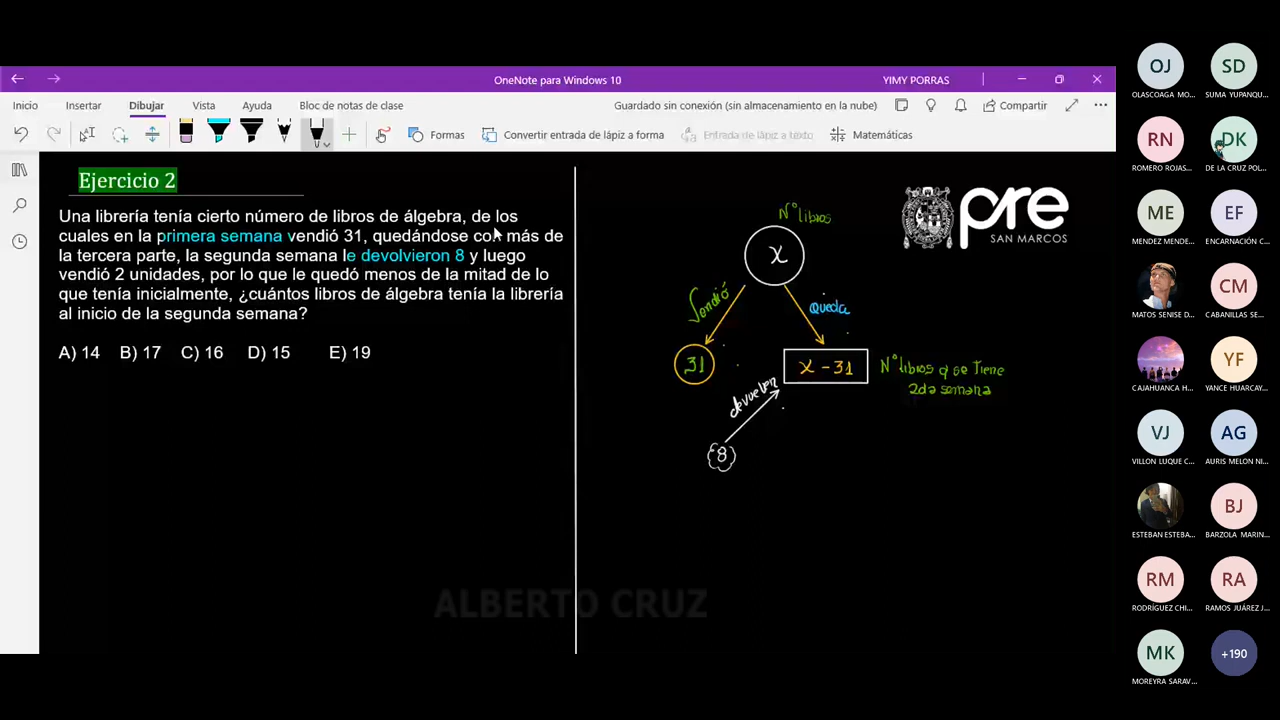 OneNote para Windows 10
YIMY PORRAS
Inicio Insertar Dibujar Vista Ayuda Bloc de notas de clase
Guardado sin conexión (sin almacenamiento en la nube)
Compartir
Formas
Convertir entrada de lápiz a forma
Entrada de lápiz a texto
Matemáticas
Ejercicio 2
Una librería tenía cierto número de libros de álgebra, de los
cuales en la primera semana vendió 31, quedándose con más de
la tercera parte, la segunda semana le devolvieron 8 y luego
vendió 2 unidades, por lo que le quedó menos de la mitad de lo
que tenía inicialmente, ¿cuántos libros de álgebra tenía la librería
al inicio de la segunda semana?
A) 14 B) 17 C) 16 D) 15 E) 19
N° libros
x
Vendió
queda
31
x - 31
N° libros q se tiene
2da semana
devuelven
8
pre
SAN MARCOS
ALBERTO CRUZ
OJ
OLASCOAGA MO...
SD
SUMA YUPANQU...
RN
ROMERO ROJAS...
DK
DE LA CRUZ POL...
ME
MENDEZ MENDE...
EF
ENCARNACIÓN C...
MATOS SENISE D...
CM
CABANILLAS SE...
CAJAHUANCA H...
YF
YANCE HUARCAY...
VJ
VILLON LUQUE C...
AG
AURIS MELON NI...
ESTEBAN ESTEBA...
BJ
BARZOLA MARIN...
RM
RODRÍGUEZ CHI...
RA
RAMOS JUÁREZ J...
MK
MOREYRA SARAV...
+190